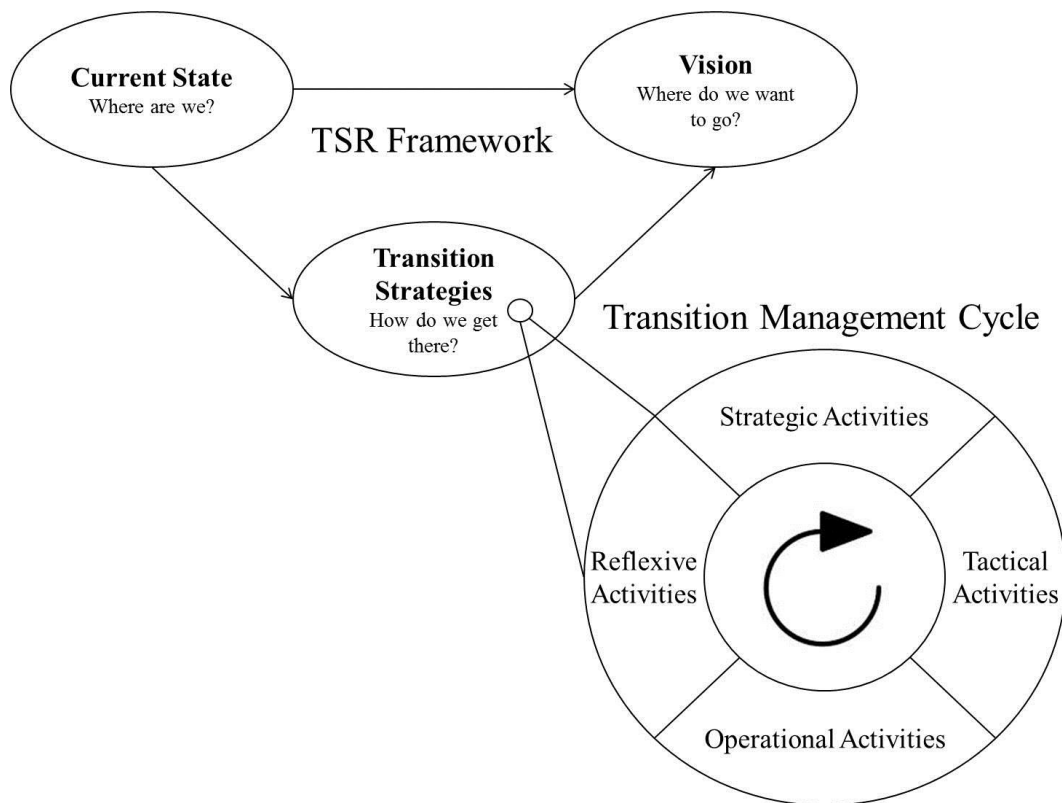 Current State
Where are we?
Vision
Where do we want
to go?
TSR Framework
Transition
Strategies
How do we get
there?
Transition Management Cycle
Strategic Activities
Reflexive
Activities
Tactical
Activities
Operational Activities